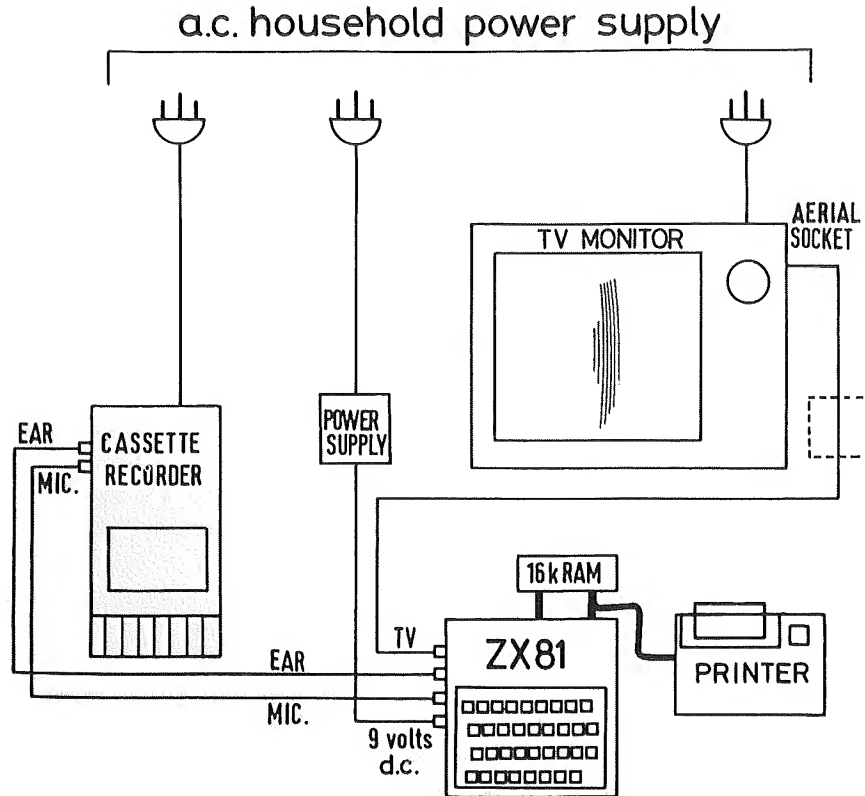 a.c. household power supply
AERIAL
SOCKET
TV MONITOR
POWER
SUPPLY
EAR
CASSETTE
RECORDER
MIC.
16k RAM
TV
ZX81
EAR
PRINTER
MIC.
9 volts
d.c.